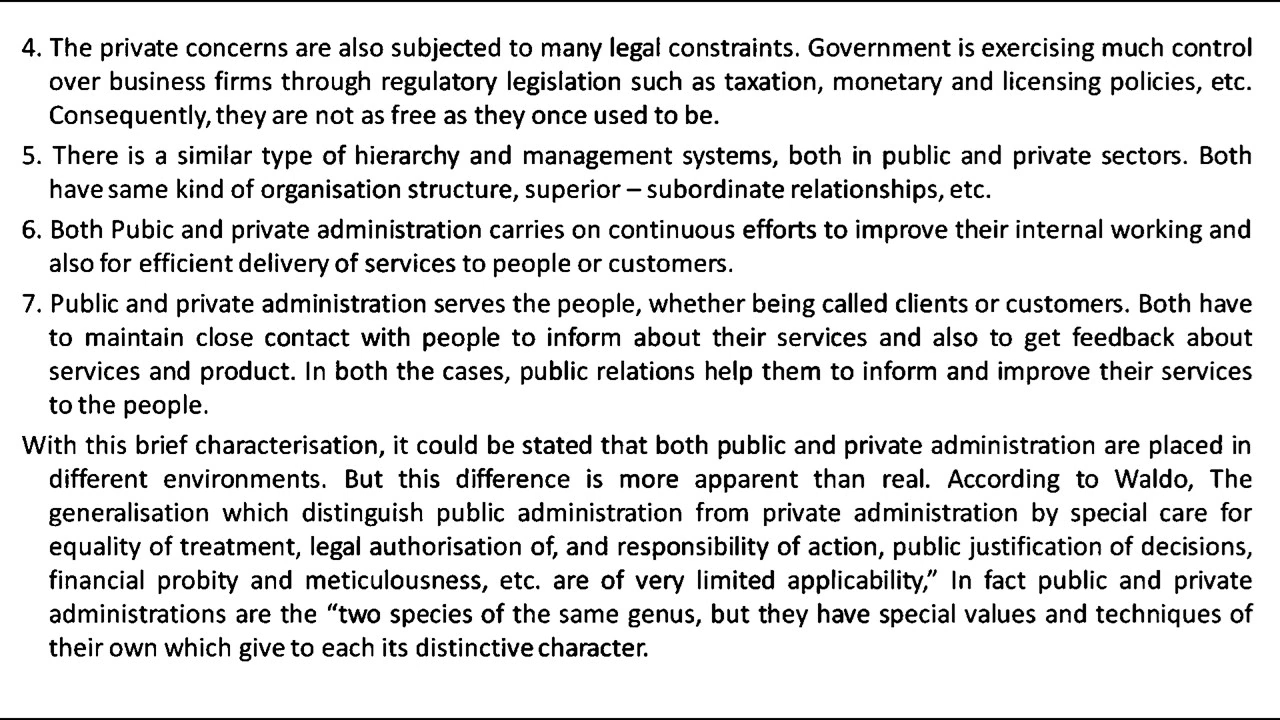 4. The private concerns are also subjected to many legal constraints. Government is exercising much control
over business firms through regulatory legislation such as taxation, monetary and licensing policies, etc.
Consequently, they are not as free as they once used to be.
5. There is a similar type of hierarchy and management systems, both in public and private sectors. Both
have same kind of organisation structure, superior – subordinate relationships, etc.
6. Both Pubic and private administration carries on continuous efforts to improve their internal working and
also for efficient delivery of services to people or customers.
7. Public and private administration serves the people, whether being called clients or customers. Both have
to maintain close contact with people to inform about their services and also to get feedback about
services and product. In both the cases, public relations help them to inform and improve their services
to the people.
With this brief characterisation, it could be stated that both public and private administration are placed in
different environments. But this difference is more apparent than real. According to Waldo, The
generalisation which distinguish public administration from private administration by special care for
equality of treatment, legal authorisation of, and responsibility of action, public justification of decisions,
financial probity and meticulousness, etc. are of very limited applicability,” In fact public and private
administrations are the “two species of the same genus, but they have special values and techniques of
their own which give to each its distinctive character.